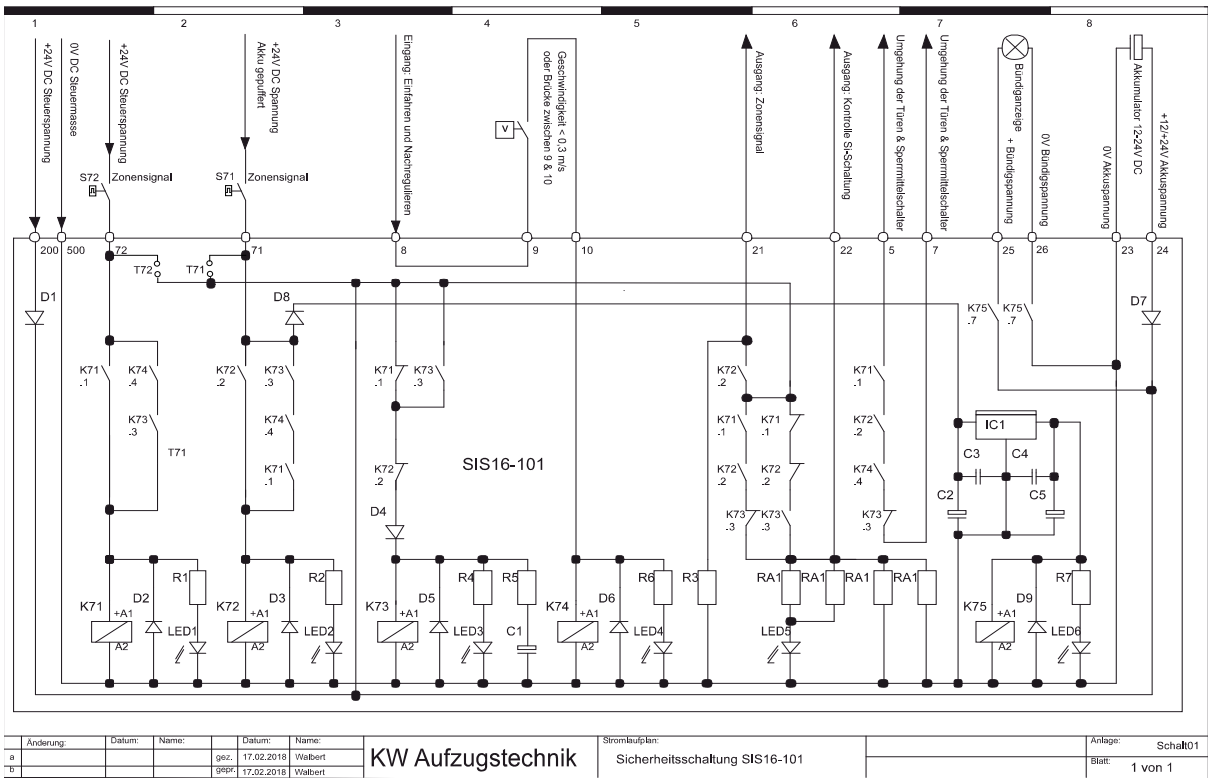 1 2 3 4 5 6 7 8
+24V DC Steuerspannung
0V DC Steuermasse
+24V DC Steuerspannung
+24V DC Spannung
Akku gepuffert
Eingang: Einfahren und Nachregulieren
Geschwindigkeit < 0,3 m/s
oder Brücke zwischen 9 & 10
Ausgang: Zonensignal
Ausgang: Kontrolle SI-Schaltung
Umgehung der Türen & Sperrmittelschalter
Umgehung der Türen & Sperrmittelschalter
Bündiganzeige
+ Bündigspannung
0V Bündigspannung
0V Akkuspannung
Akkumulator 12-24V DC
+12/+24V Akkuspannung
V
S72 Zonensignal
S71 Zonensignal
200 500 72 71 8 9 10 21 22 5 7 25 26 23 24
T72 T71
D1 D8 K75 .7 K75 .7 D7
K71 .1 K74 .4 K72 .2 K73 .3 K71 .1 K73 .3 K72 .2 K71 .1
K73 .3 K74 .4 K71 .1 K71 .1 K72 .2 IC1
T71
C3 C4
K71 .1 K72 .2 SIS16-101 K72 .2 K72 .2 K74 .4
C2 C5
D4 K73 .3 K73 .3 K73 .3
R1 R2 R4 R5 R6 R3 RA1 RA1 RA1 RA1 R7
D2 D3 D5 D6 D9
K71 +A1 A2 LED1 K72 +A1 A2 LED2 K73 +A1 A2 LED3 C1 K74 +A1 A2 LED4 LED5 K75 +A1 A2 LED6
Änderung: Datum: Name: Datum: Name:
a gez. 17.02.2018 Walbert
b gepr. 17.02.2018 Walbert
KW Aufzugstechnik
Stromlaufplan:
Sicherheitsschaltung SIS16-101
Anlage: Schalt01
Blatt: 1 von 1